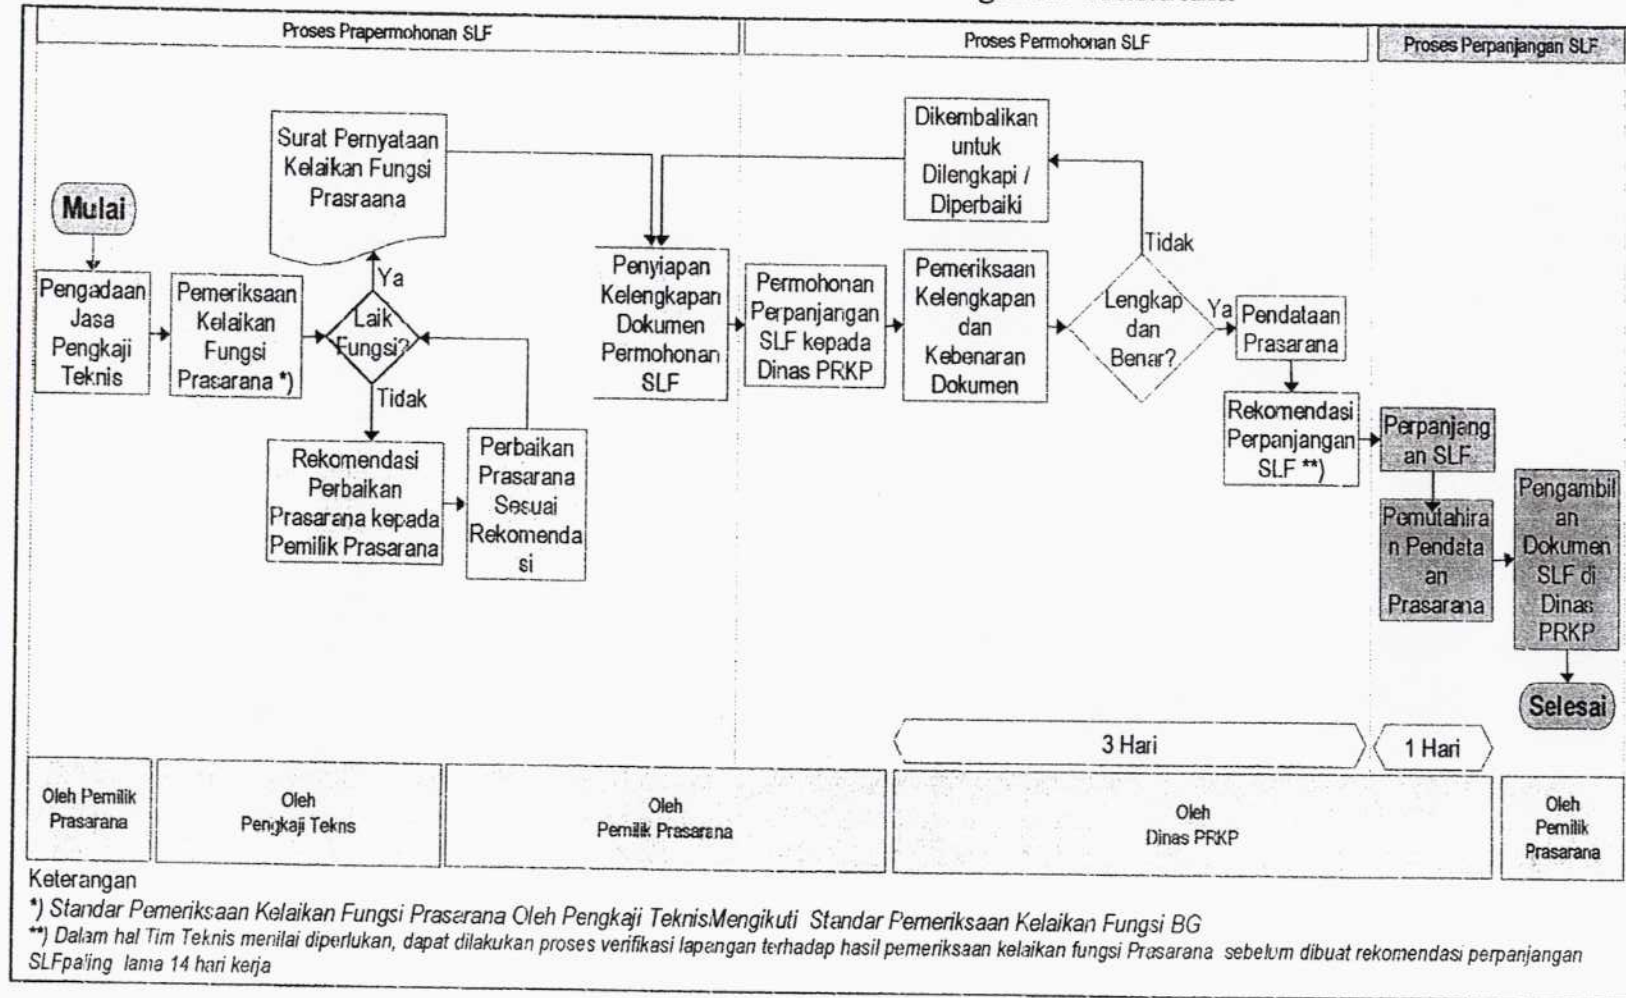 Proses Prapermohonan SLF
Proses Permohonan SLF
Proses Perpanjangan SLF
Mulai
Pengadaan
Jasa
Pengkaji
Teknis
Pemeriksaan
Kelaikan
Fungsi
Prasarana *)
Surat Pernyataan
Kelaikan Fungsi
Prasraana
Ya
Laik
Fungsi?
Tidak
Rekomendasi
Perbaikan
Prasarana kepada
Pemilik Prasarana
Perbaikan
Prasarana
Sesuai
Rekomenda
si
Penyiapan
Kelengkapan
Dokumen
Permohonan
SLF
Permohonan
Perpanjangan
SLF kepada
Dinas PRKP
Dikembalikan
untuk
Dilengkapi /
Diperbaiki
Pemeriksaan
Kelengkapan
dan
Kebenaran
Dokumen
Tidak
Lengkap
dan
Benar?
Ya
Pendataan
Prasarana
Rekomendasi
Perpanjangan
SLF **)
Perpanjang
an SLF
Pemutahira
n Pendata
an
Prasarana
Pengambil
an
Dokumen
SLF di
Dinas
PRKP
Selesai
3 Hari
1 Hari
Oleh Pemilik
Prasarana
Oleh
Pengkaji Tekns
Oleh
Pemilik Prasarana
Oleh
Dinas PRKP
Oleh
Pemilik
Prasarana
Keterangan
*) Standar Pemeriksaan Kelaikan Fungsi Prasarana Oleh Pengkaji TeknisMengikuti Standar Pemeriksaan Kelaikan Fungsi BG
**) Dalam hal Tim Teknis menilai diperlukan, dapat dilakukan proses verifikasi lapangan terhadap hasil pemeriksaan kelaikan fungsi Prasarana sebelum dibuat rekomendasi perpanjangan
SLFpaling lama 14 hari kerja